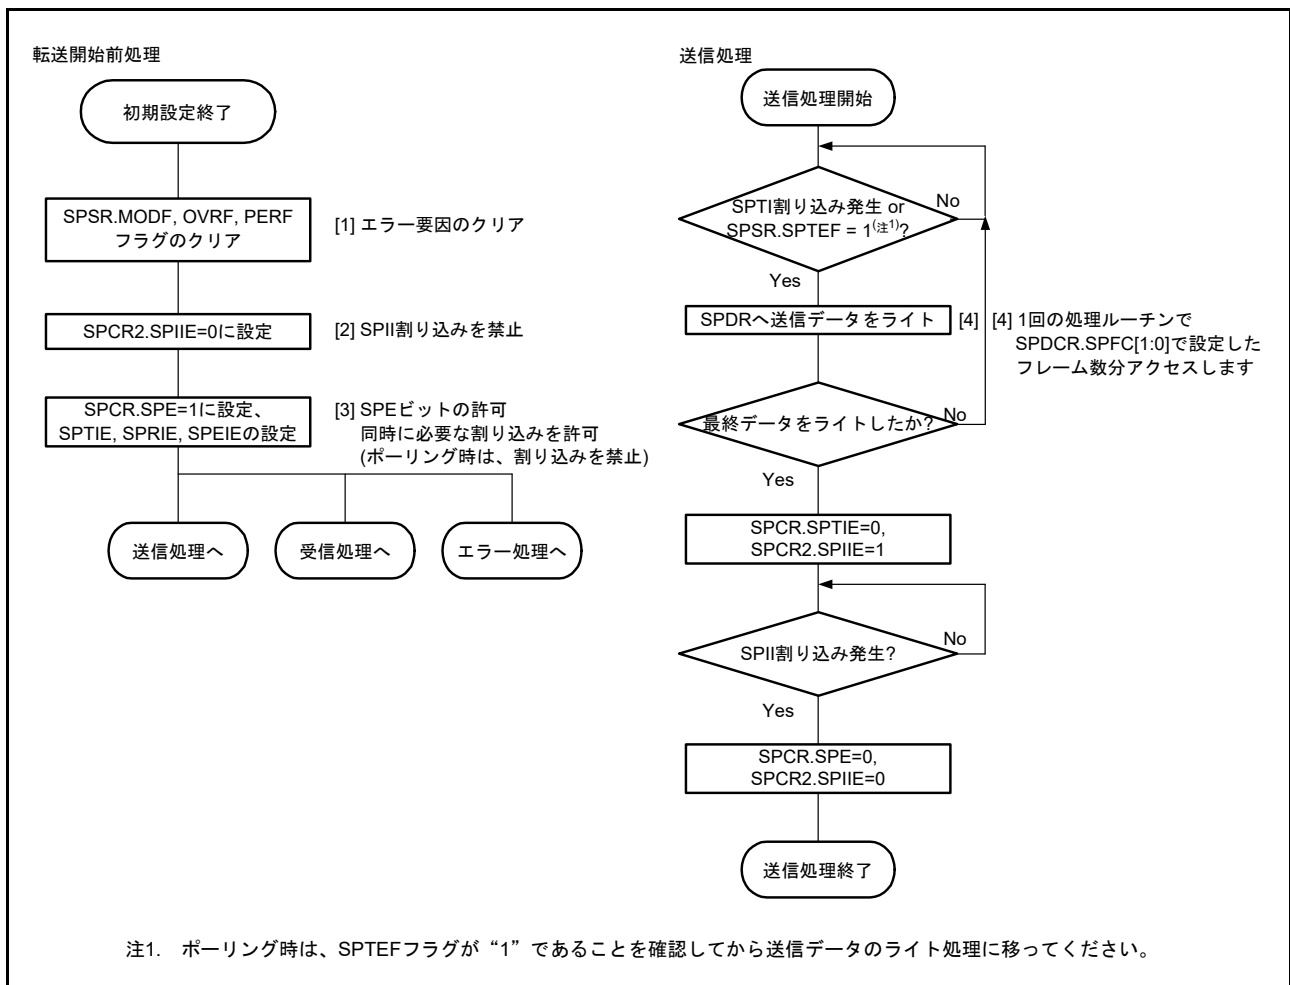 転送開始前処理
初期設定終了
SPSR.MODF, OVRF, PERF
フラグのクリア
[1] エラー要因のクリア
SPCR2.SPIIE=0に設定
[2] SPII割り込みを禁止
SPCR.SPE=1に設定、
SPTIE, SPRIE, SPEIEの設定
[3] SPEビットの許可
同時に必要な割り込みを許可
(ポーリング時は、割り込みを禁止)
送信処理へ
受信処理へ
エラー処理へ
送信処理
送信処理開始
SPTI割り込み発生 or
SPSR.SPTEF = 1(注1)?
No
Yes
SPDRへ送信データをライト
[4]
[4] 1回の処理ルーチンで
SPDCR.SPFC[1:0]で設定した
フレーム数分アクセスします
最終データをライトしたか?
No
Yes
SPCR.SPTIE=0,
SPCR2.SPIIE=1
SPII割り込み発生?
No
Yes
SPCR.SPE=0,
SPCR2.SPIIE=0
送信処理終了
注1. ポーリング時は、SPTEFフラグが“1”であることを確認してから送信データのライト処理に移ってください。